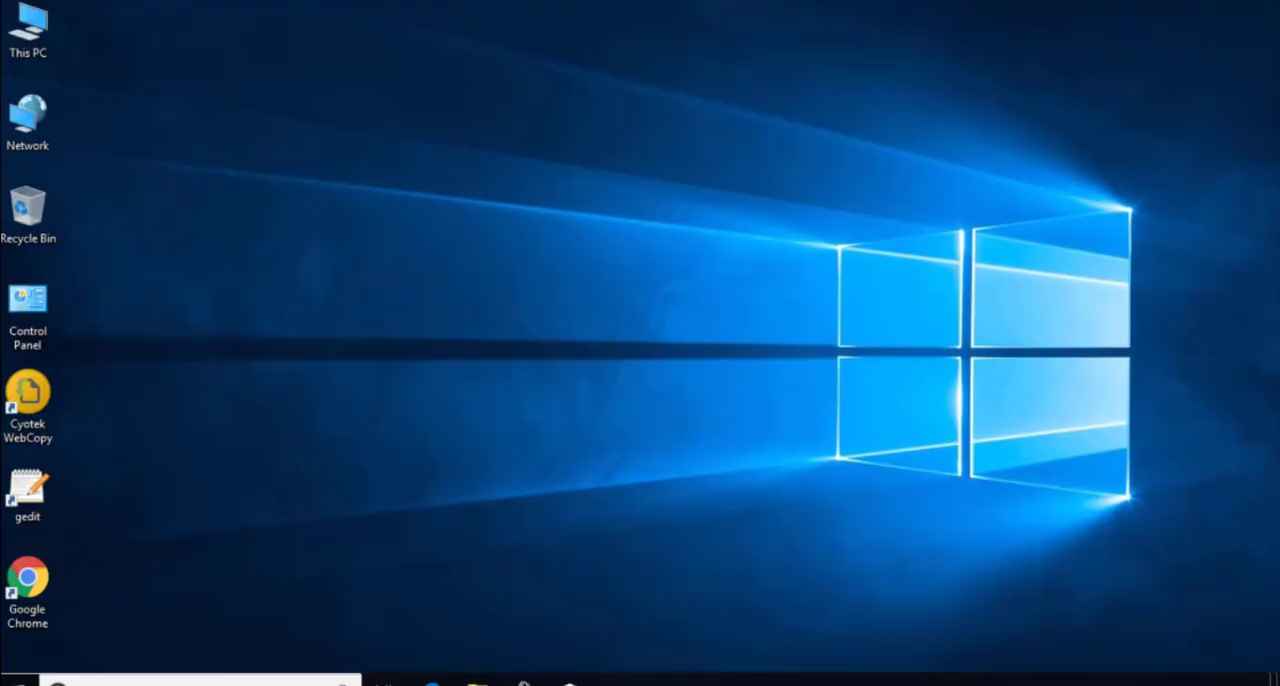 This PC
Network
Recycle Bin
Control
Panel
Cyotek
WebCopy
gedit
Google
Chrome